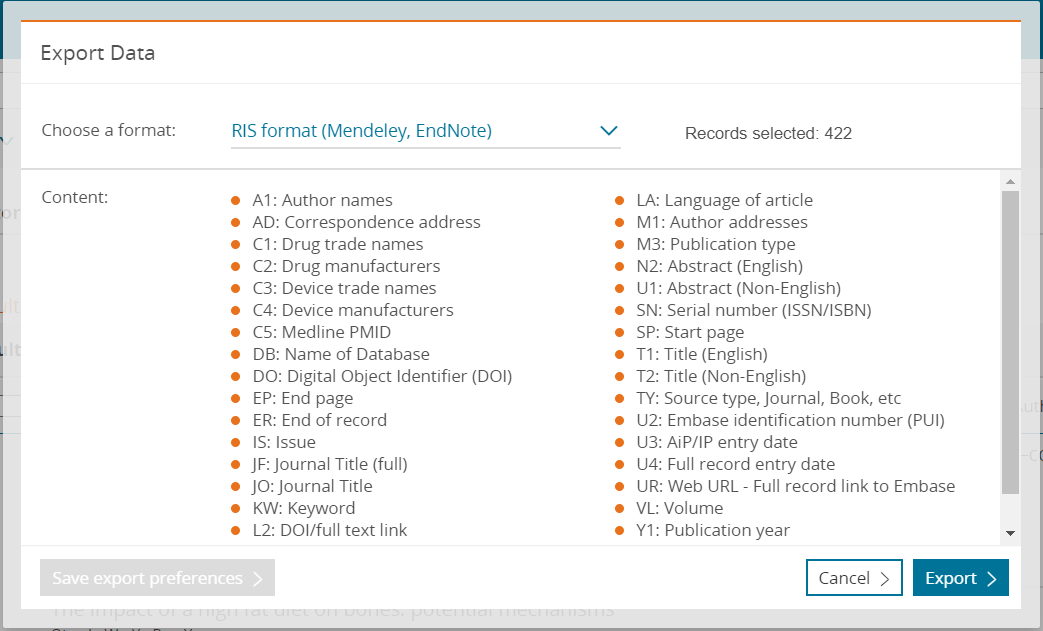 Export Data
Choose a format:
RIS format (Mendeley, EndNote)
Records selected: 422
Content:
A1: Author names
AD: Correspondence address
C1: Drug trade names
C2: Drug manufacturers
C3: Device trade names
C4: Device manufacturers
C5: Medline PMID
DB: Name of Database
DO: Digital Object Identifier (DOI)
EP: End page
ER: End of record
IS: Issue
JF: Journal Title (full)
JO: Journal Title
KW: Keyword
L2: DOI/full text link
LA: Language of article
M1: Author addresses
M3: Publication type
N2: Abstract (English)
U1: Abstract (Non-English)
SN: Serial number (ISSN/ISBN)
SP: Start page
T1: Title (English)
T2: Title (Non-English)
TY: Source type, Journal, Book, etc
U2: Embase identification number (PUI)
U3: AiP/IP entry date
U4: Full record entry date
UR: Web URL - Full record link to Embase
VL: Volume
Y1: Publication year
Save export preferences
Cancel
Export
The impact of a high fat diet on bones: potential mechanisms